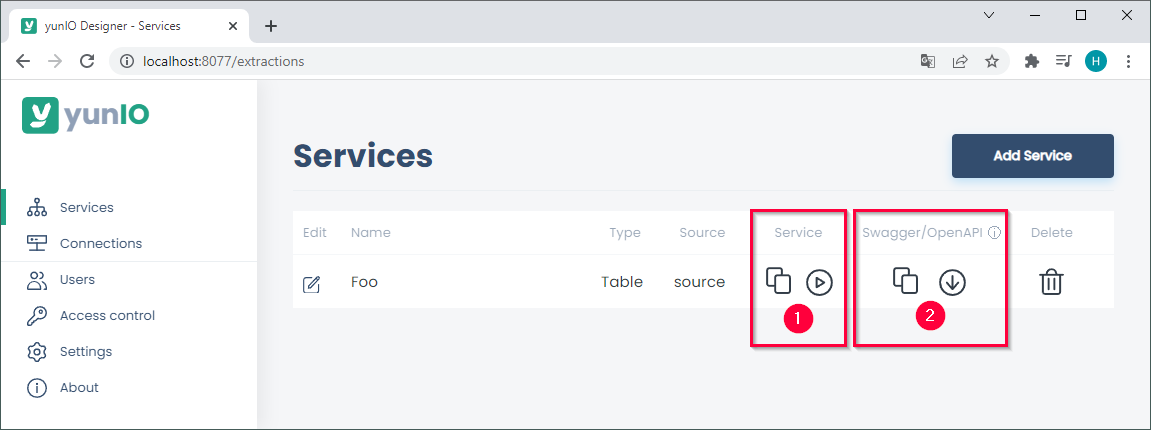 yunIO Designer - Services
localhost:8077/extractions
H
yunIO
Services
Add Service
Services
Connections
Users
Access control
Settings
About
Edit Name Type Source Service Swagger/OpenAPI Delete
Foo Table source
1 2